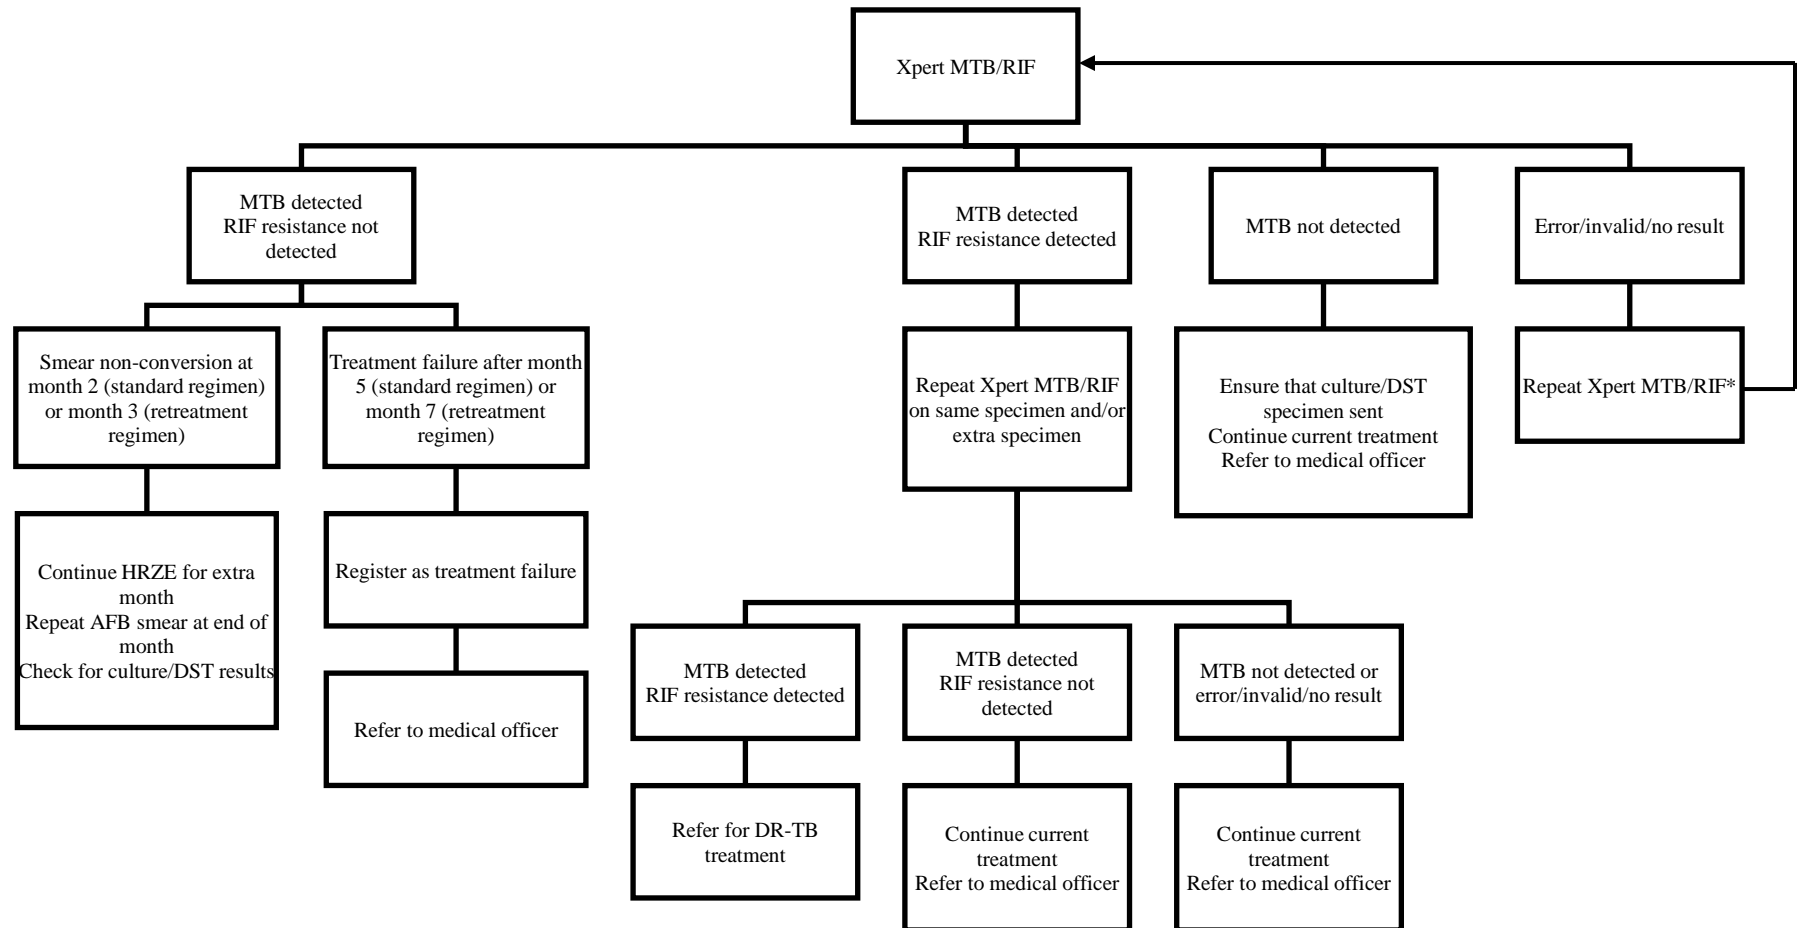 Xpert MTB/RIF
MTB detected
RIF resistance not
detected
MTB detected
RIF resistance detected
MTB not detected
Error/invalid/no result
Smear non-conversion at
month 2 (standard regimen)
or month 3 (retreatment
regimen)
Treatment failure after month
5 (standard regimen) or
month 7 (retreatment
regimen)
Repeat Xpert MTB/RIF
on same specimen and/or
extra specimen
Ensure that culture/DST
specimen sent
Continue current treatment
Refer to medical officer
Repeat Xpert MTB/RIF*
Continue HRZE for extra
month
Repeat AFB smear at end of
month
Check for culture/DST results
Register as treatment failure
Refer to medical officer
MTB detected
RIF resistance detected
MTB detected
RIF resistance not
detected
MTB not detected or
error/invalid/no result
Refer for DR-TB
treatment
Continue current
treatment
Refer to medical officer
Continue current
treatment
Refer to medical officer